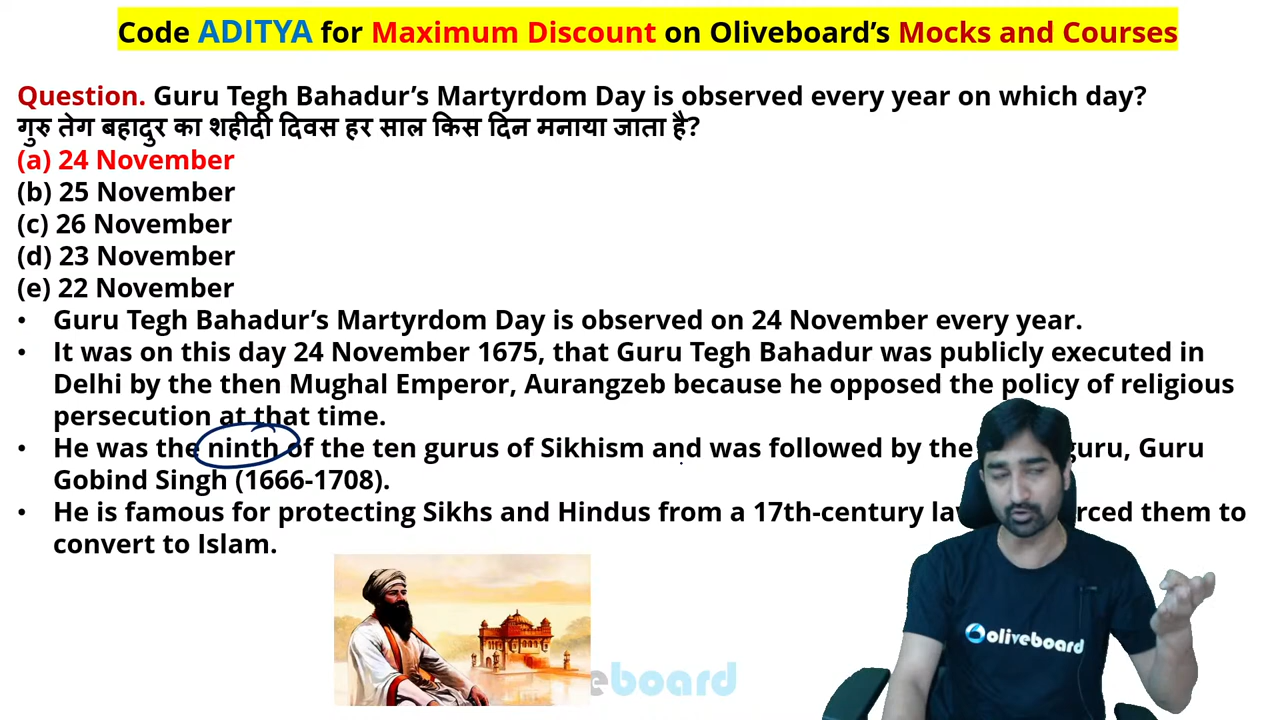 Code ADITYA for Maximum Discount on Oliveboard’s Mocks and Courses
Question. Guru Tegh Bahadur’s Martyrdom Day is observed every year on which day?
गुरु तेग बहादुर का शहीदी दिवस हर साल किस दिन मनाया जाता है?
(a) 24 November
(b) 25 November
(c) 26 November
(d) 23 November
(e) 22 November
• Guru Tegh Bahadur’s Martyrdom Day is observed on 24 November every year.
• It was on this day 24 November 1675, that Guru Tegh Bahadur was publicly executed in
Delhi by the then Mughal Emperor, Aurangzeb because he opposed the policy of religious
persecution at that time.
• He was the ninth of the ten gurus of Sikhism and was followed by the guru, Guru
Gobind Singh (1666-1708).
• He is famous for protecting Sikhs and Hindus from a 17th-century them to
convert to Islam.
oliveboard
eboard